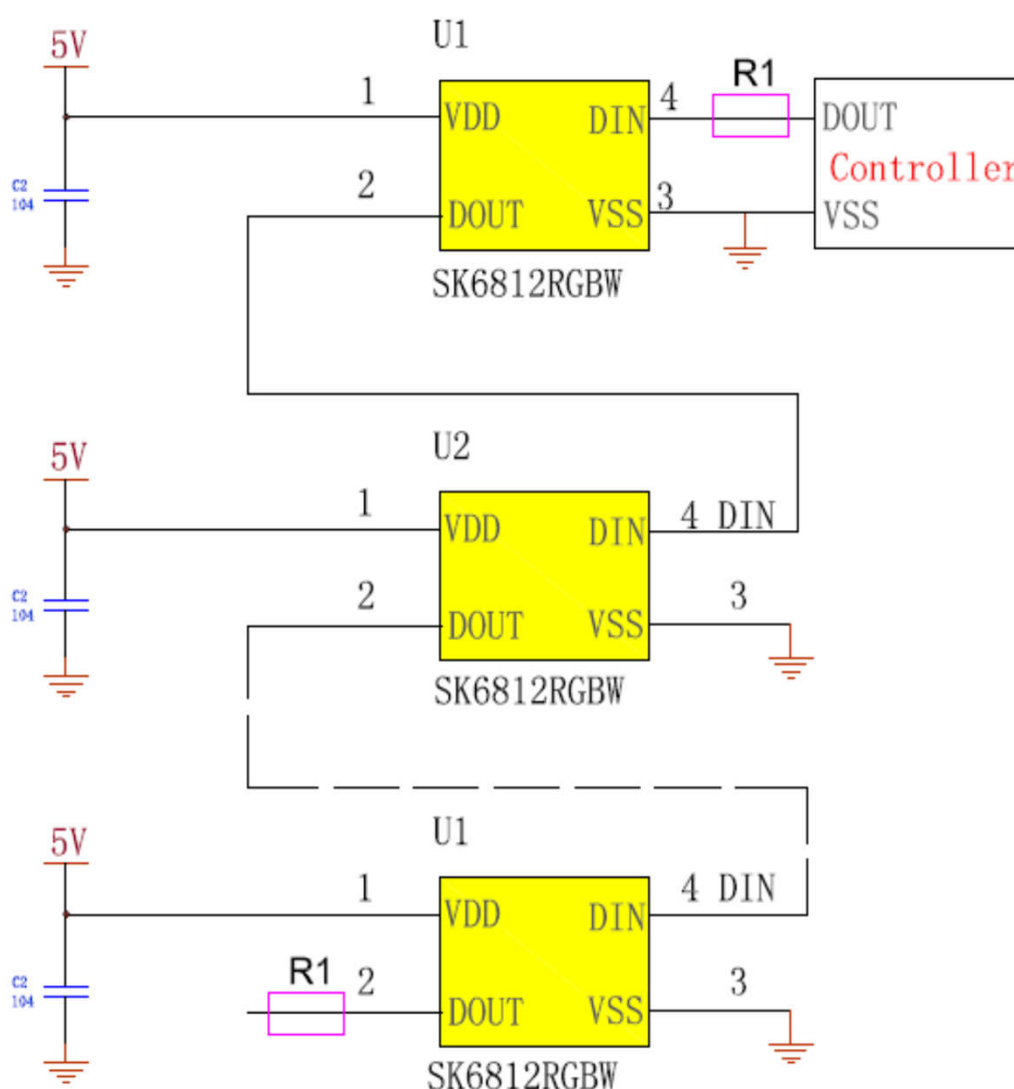 U1
5V
R1
1
VDD
DIN
4
DOUT
Controller
C2
104
2
DOUT
VSS
3
VSS
SK6812RGBW
U2
5V
1
VDD
DIN
4 DIN
C2
104
2
DOUT
VSS
3
SK6812RGBW
U1
5V
1
VDD
DIN
4 DIN
C2
104
R1
2
DOUT
VSS
3
SK6812RGBW